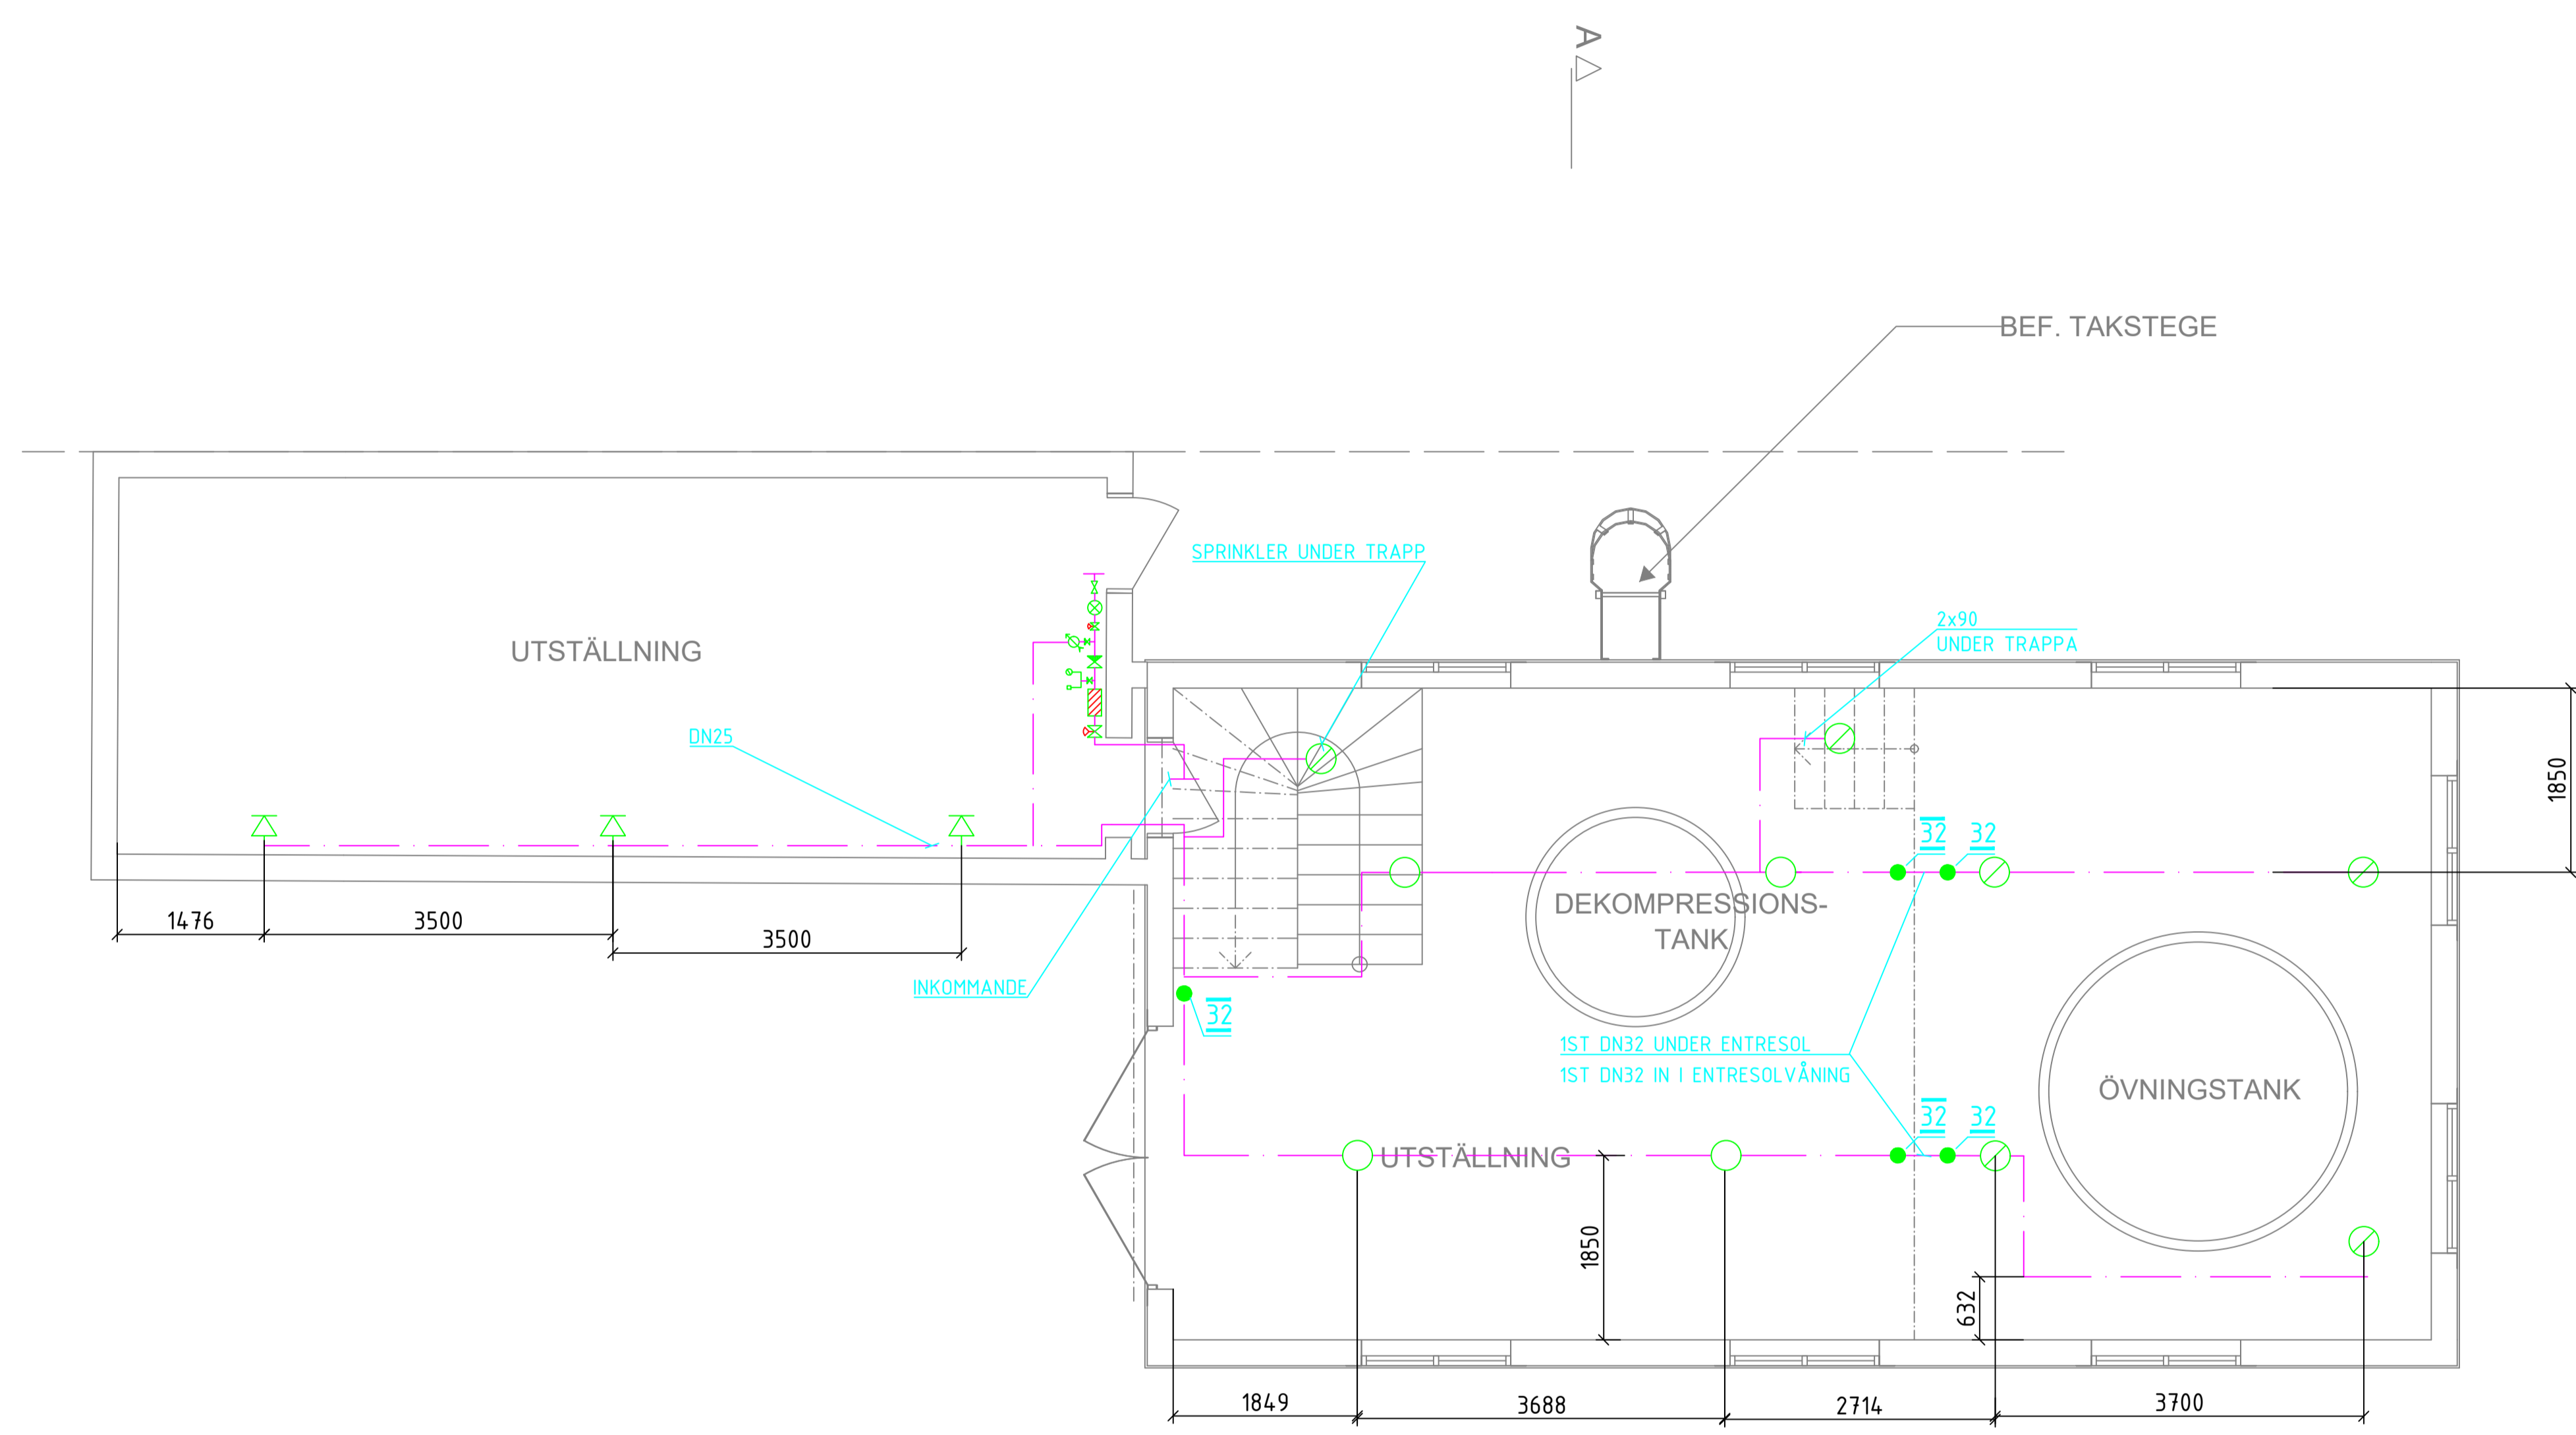 A
BEF. TAKSTEGE
SPRINKLER UNDER TRAPP
2x90
UNDER TRAPPA
UTSTÄLLNING
DN25
1850
32 32
DEKOMPRESSIONS-
TANK
1476
3500
3500
INKOMMANDE
32
1ST DN32 UNDER ENTRESOL
1ST DN32 IN I ENTRESOLVÅNING
ÖVNINGSTANK
32 32
UTSTÄLLNING
1850
632
1849
3688
2714
3700